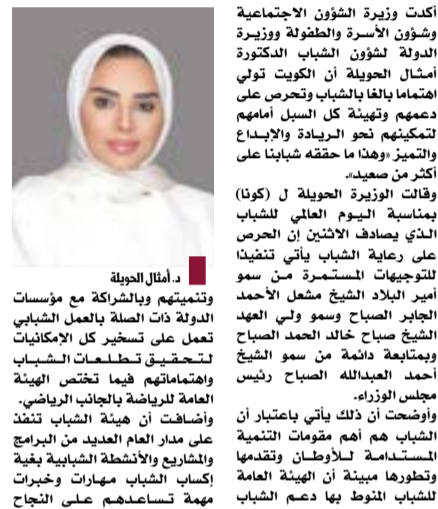 أكدت وزيرة الشؤون الاجتماعية
وشؤون الأسرة والطفولة ووزيرة
الدولة لشؤون الشباب الدكتورة
أمثال الحويلة أن الكويت تولي
اهتماما بالغا بالشباب وتحرص على
دعمهم وتهيئة كل السبل أمامهم
لتمكينهم نحو الريادة والإبداع
والتميز «وهذا ما حققه شبابنا على
أكثر من صعيد».
وقالت الوزيرة الحويلة ل (كونا)
بمناسبة اليوم العالمي للشباب
الذي يصادف الاثنين إن الحرص
على رعاية الشباب يأتي تنفيذا
للتوجيهات المستمرة من سمو
أمير البلاد الشيخ مشعل الأحمد
الجابر الصباح وسمو ولي العهد
الشيخ صباح خالد الحمد الصباح
وبمتابعة دائمة من سمو الشيخ
أحمد العبدالله الصباح رئيس
مجلس الوزراء.
وأوضحت أن ذلك يأتي باعتبار أن
الشباب هم أهم مقومات التنمية
المستدامة للأوطان وتقدمها
وتطورها مبينة أن الهيئة العامة
للشباب المنوط بها دعم الشباب
د. أمثال الحويلة
وتنميتهم وبالشراكة مع مؤسسات
الدولة ذات الصلة بالعمل الشبابي
تعمل على تسخير كل الإمكانيات
لتحقيق تطلعات الشباب
واهتماماتهم فيما تختص الهيئة
العامة للرياضة بالجانب الرياضي.
وأضافت أن هيئة الشباب تنفذ
على مدار العام العديد من البرامج
والمشاريع والأنشطة الشبابية بغية
إكساب الشباب مهارات وخبرات
مهمة تساعدهم على النجاح